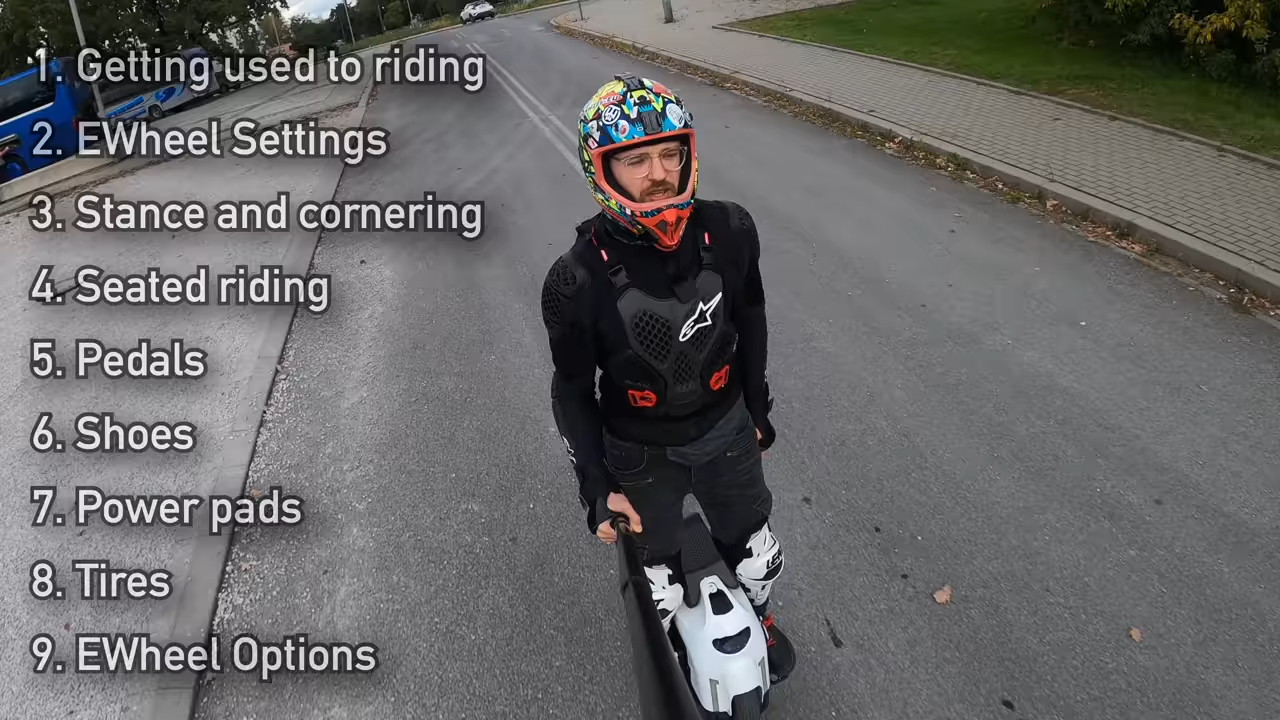 1. Getting used to riding
2. EWheel Settings
3. Stance and cornering
4. Seated riding
5. Pedals
6. Shoes
7. Power pads
8. Tires
9. EWheel Options